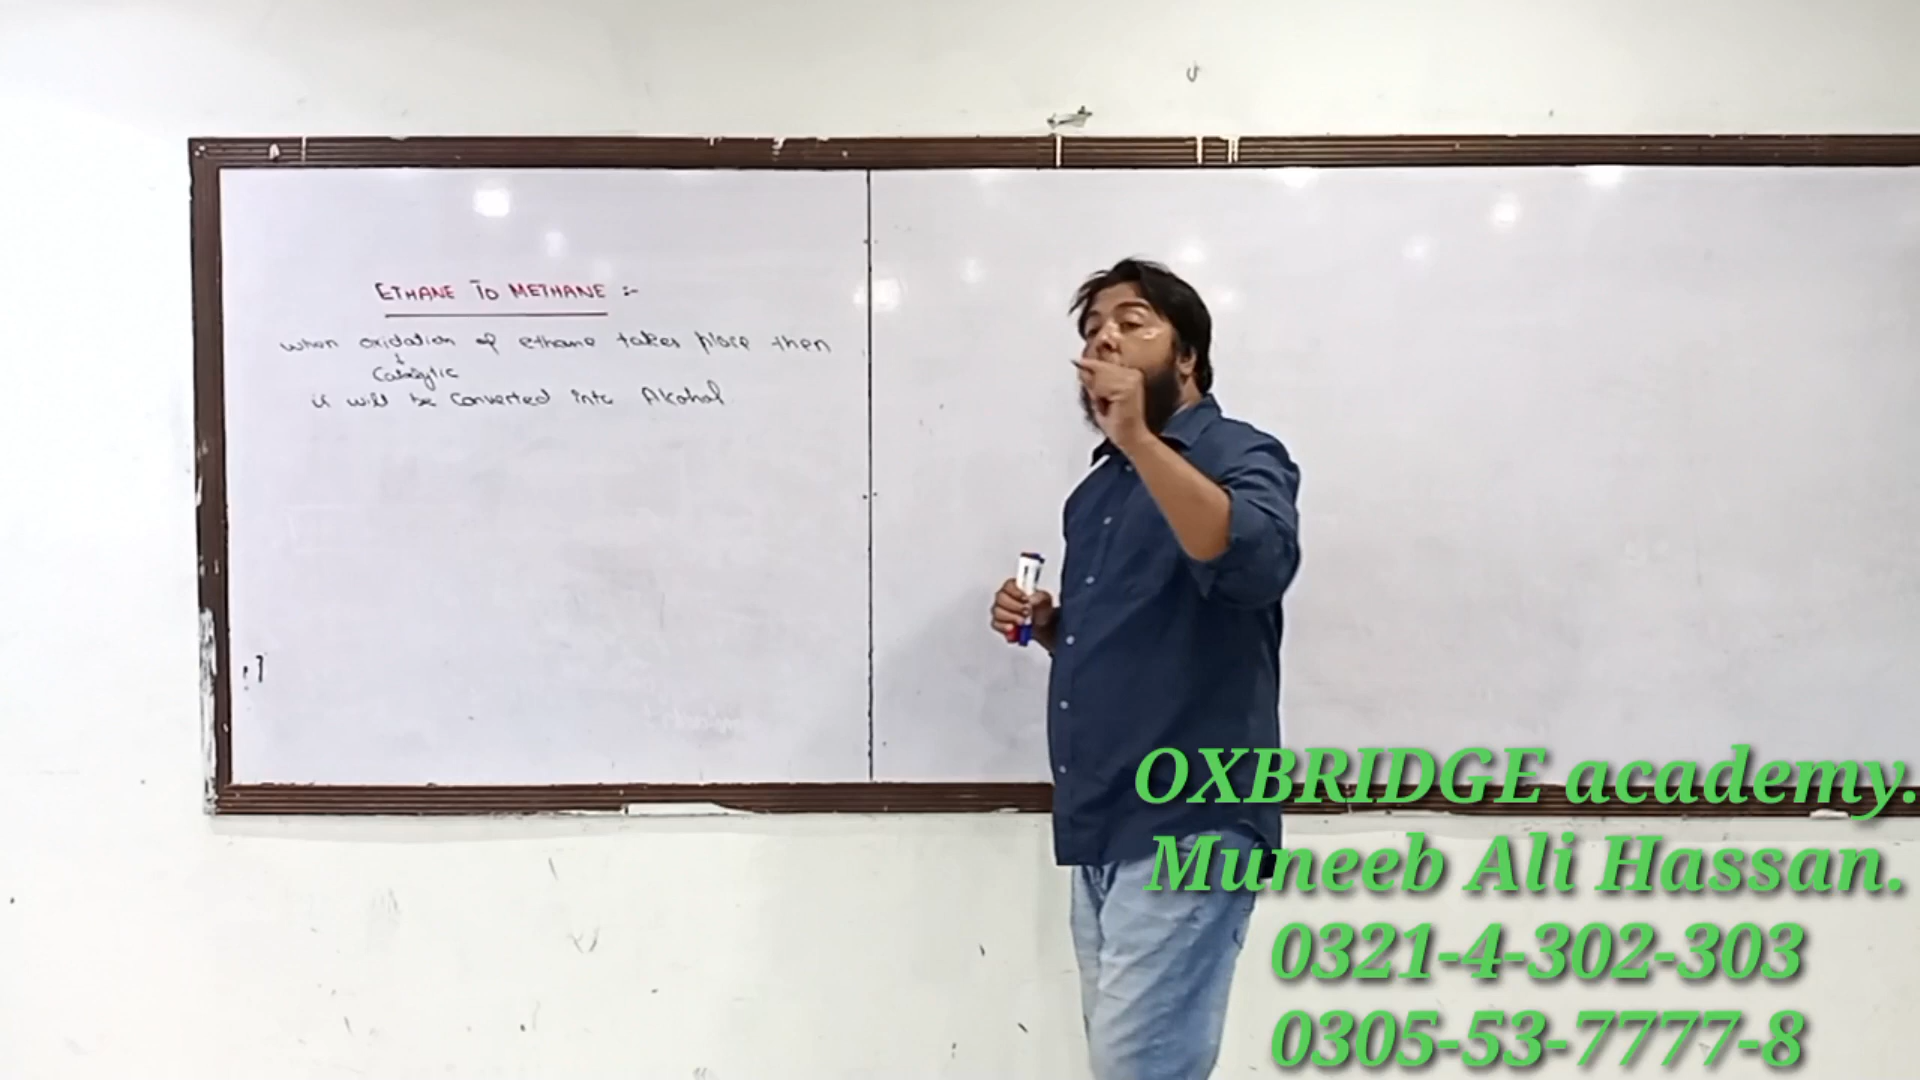 ETHANE TO METHANE :-
when oxidation of ethane takes place then
Catalytic
it will be Converted into Alkohol
OXBRIDGE academy.
Muneeb Ali Hassan.
0321-4-302-303
0305-53-7777-8